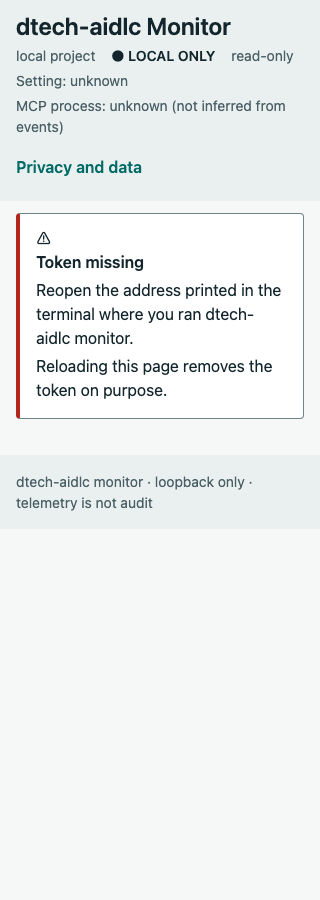 dtech-aidlc Monitor
local project ● LOCAL ONLY read-only
Setting: unknown
MCP process: unknown (not inferred from
events)
Privacy and data
Token missing
Reopen the address printed in the
terminal where you ran dtech-
aidlc monitor.
Reloading this page removes the
token on purpose.
dtech-aidlc monitor · loopback only ·
telemetry is not audit